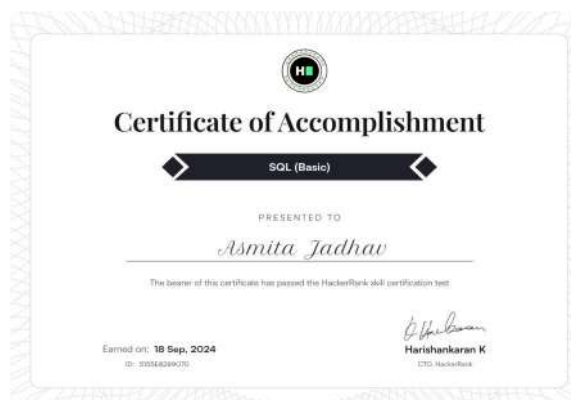 H
Certificate of Accomplishment
SQL (Basic)
PRESENTED TO
Asmita Jadhav
The bearer of this certificate has passed the HackerRank skill certification test
Earned on: 18 Sep, 2024
ID:
Harishankaran K
CTO, HackerRank